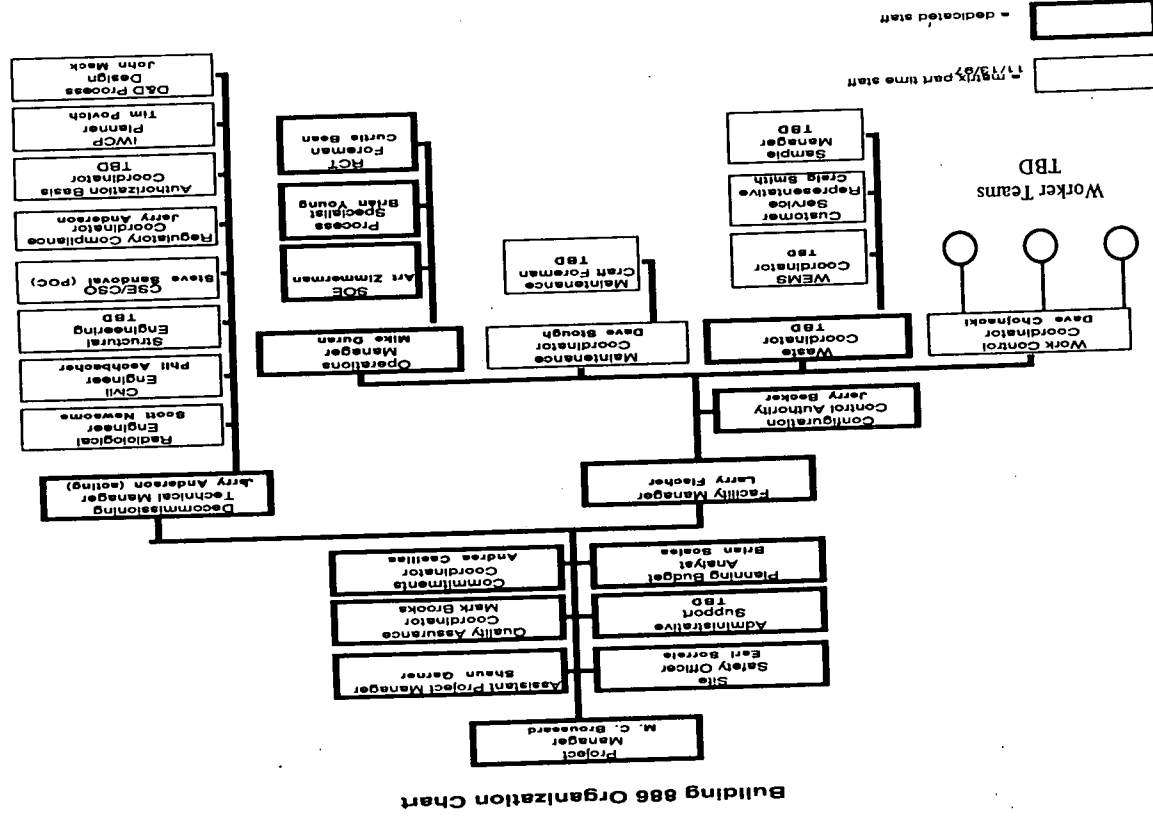 Building 886 Organization Chart
Project
Manager
M. C. Broussard
Site
Safety Officer
Earl Sorrels
Assistant Project Manager
Shaun Garner
Administrative
Support
TBD
Quality Assurance
Coordinator
Mark Brooks
Planning Budget
Analyst
Brian Scales
Commitments
Coordinator
Andrea Casillas
Facility Manager
Larry Fischer
Decommissioning
Technical Manager
Jerry Anderson (acting)
Configuration
Control Authority
Jerry Becker
Work Control
Coordinator
Dave Chojnacki
Worker Teams
TBD
Waste
Coordinator
TBD
WEMS
Coordinator
TBD
Customer
Service
Representative
Craig Smith
Sample
Manager
TBD
Maintenance
Coordinator
Dave Stough
Maintenance
Craft Foreman
TBD
Operations
Manager
Mike Duran
SOE
Art Zimmerman
Process
Specialist
Brian Young
RCT
Foreman
Curtis Bean
Radiological
Engineer
Scott Newsome
Civil
Engineer
Phil Aechbacher
Structural
Engineering
TBD
CSE/CSO
Steve Sandoval (POC)
Regulatory Compliance
Coordinator
Jerry Anderson
Authorization Basis
Coordinator
TBD
IWCP
Planner
Tim Povich
D&D Process
Design
John Mack
= matrix part time staff
11/13/97
= dedicated staff